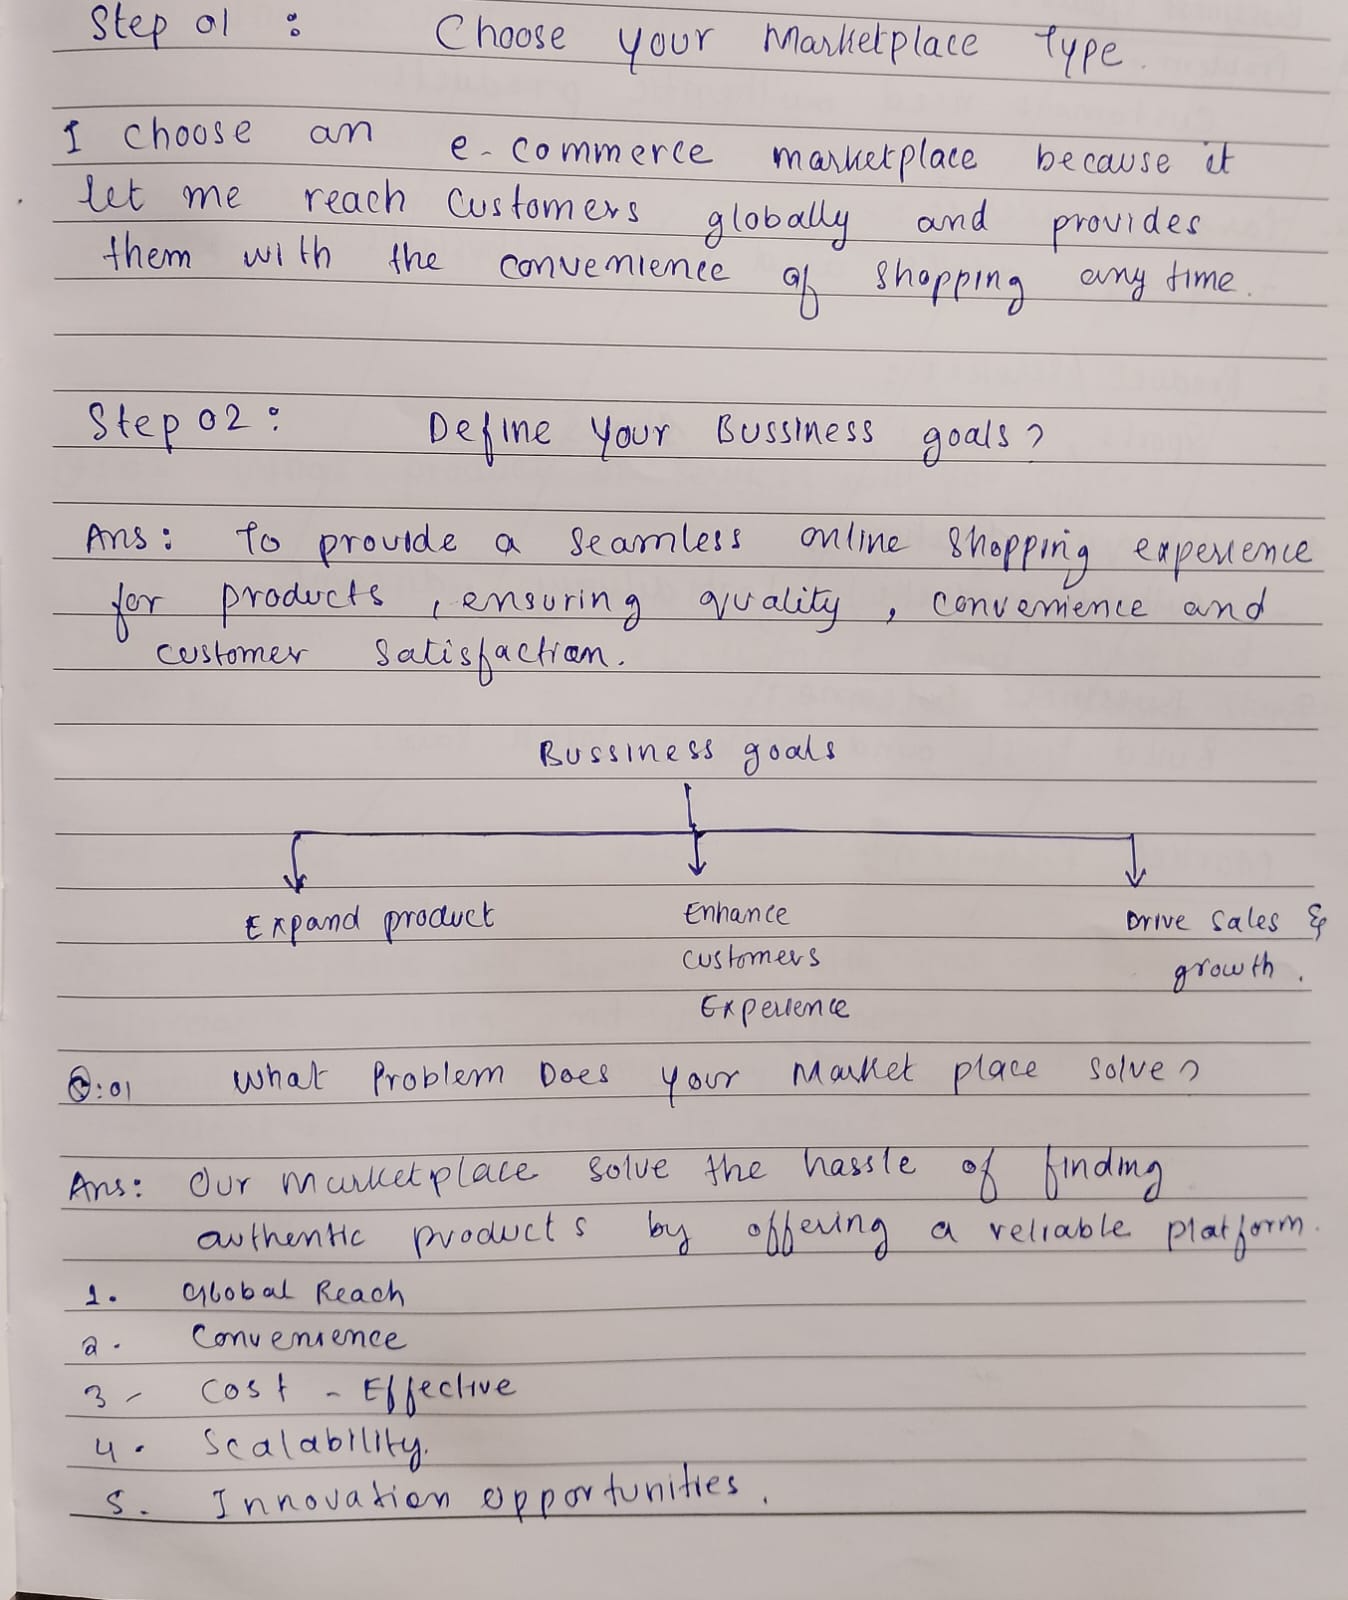 Step 01 : Choose your Marketplace Type.
I choose an e-commerce marketplace because it
let me reach customers globally and provides
them with the convenience of shopping any time.
Step 02 : Define your Bussiness goals?
Ans: To provide a seamless online shopping experience
for products, ensuring quality, convenience and
customer satisfaction.
Bussiness goals
Expand product Enhance Drive sales &
customers growth.
Experience
Q:01 What Problem Does your Market place solve?
Ans: Our marketplace solve the hassle of finding
authentic products by offering a reliable platform.
1. Global Reach
2. Convenience
3- Cost - Effective
4. Scalability.
5. Innovation opportunities.